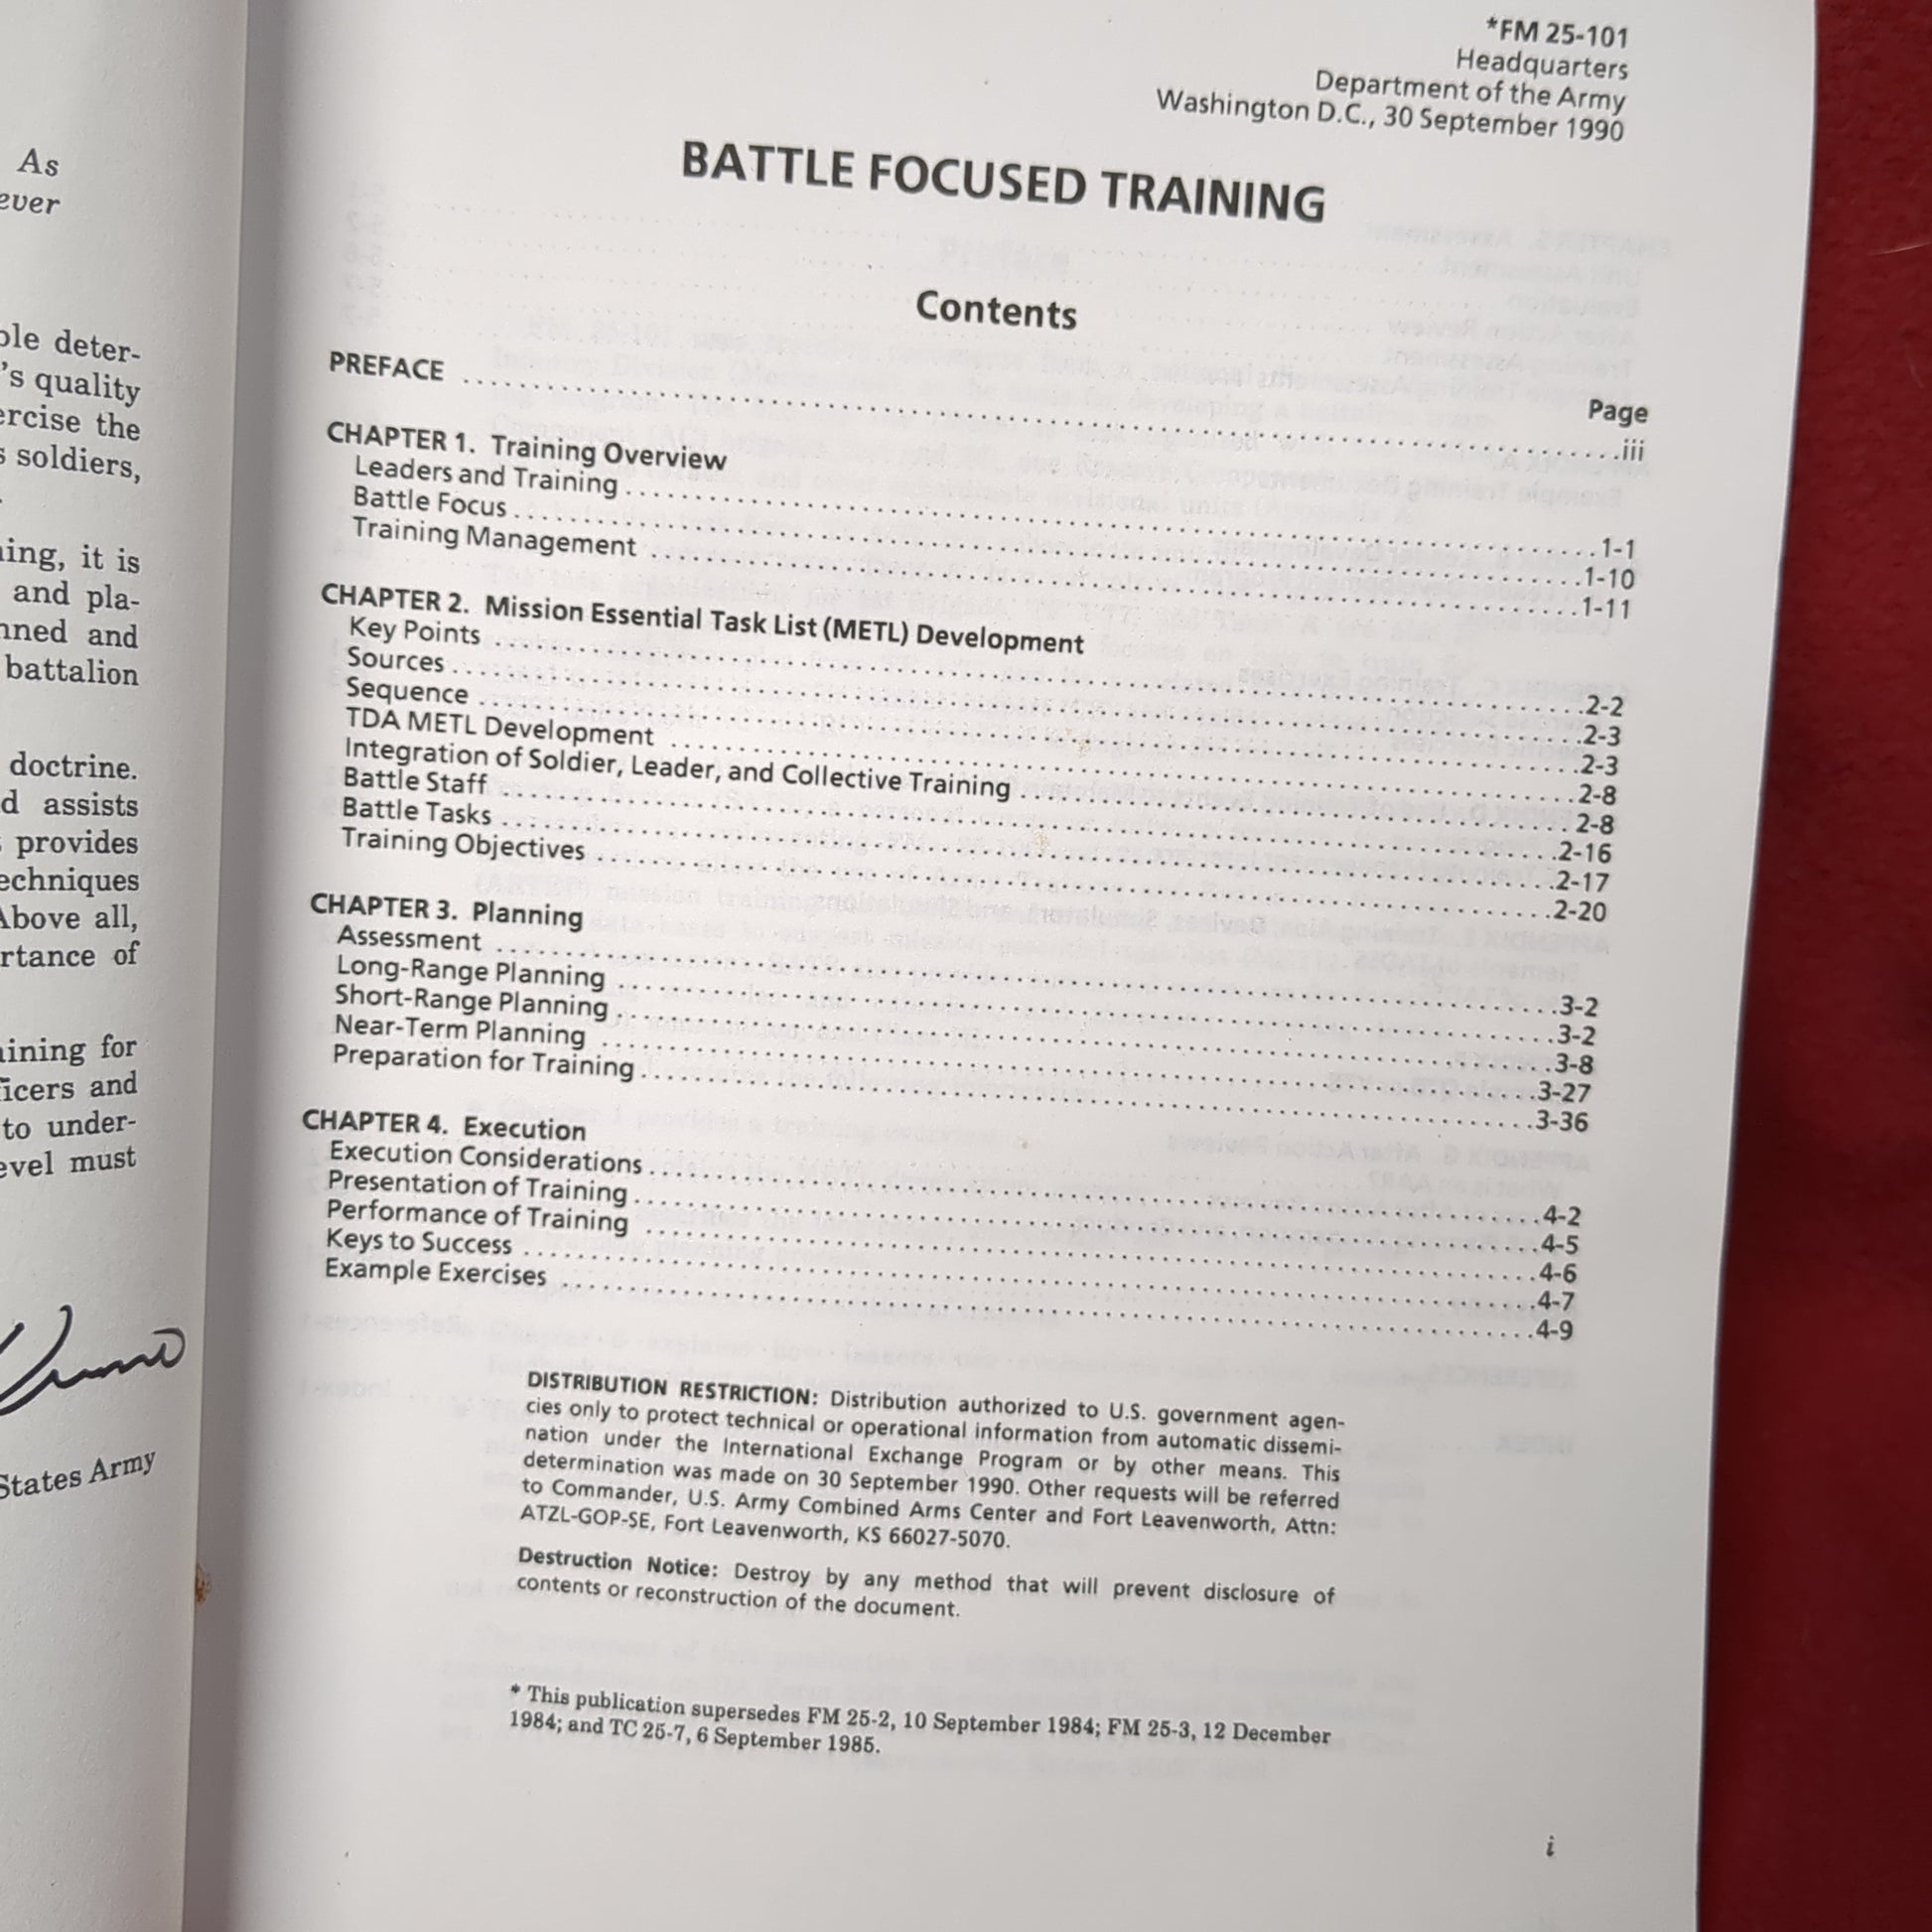 As
ever
ble deter-
's quality
ercise the
s soldiers,
ning, it is
and pla-
nned and
battalion
doctrine.
d assists
provides
echniques
Above all,
rtance of
aining for
ficers and
to under-
evel must
States Army
*FM 25-101
Headquarters
Department of the Army
Washington D.C., 30 September 1990
BATTLE FOCUSED TRAINING
Contents
Page
PREFACE ..... iii
CHAPTER 1. Training Overview
Leaders and Training ..... 1-1
Battle Focus ..... 1-10
Training Management ..... 1-11
CHAPTER 2. Mission Essential Task List (METL) Development
Key Points ..... 2-2
Sources ..... 2-3
Sequence ..... 2-3
TDA METL Development ..... 2-8
Integration of Soldier, Leader, and Collective Training ..... 2-8
Battle Staff ..... 2-16
Battle Tasks ..... 2-17
Training Objectives ..... 2-20
CHAPTER 3. Planning
Assessment ..... 3-2
Long-Range Planning ..... 3-2
Short-Range Planning ..... 3-8
Near-Term Planning ..... 3-27
Preparation for Training ..... 3-36
CHAPTER 4. Execution
Execution Considerations ..... 4-2
Presentation of Training ..... 4-5
Performance of Training ..... 4-6
Keys to Success ..... 4-7
Example Exercises ..... 4-9
DISTRIBUTION RESTRICTION: Distribution authorized to U.S. government agen-
cies only to protect technical or operational information from automatic dissemi-
nation under the International Exchange Program or by other means. This
determination was made on 30 September 1990. Other requests will be referred
to Commander, U.S. Army Combined Arms Center and Fort Leavenworth, Attn:
ATZL-GOP-SE, Fort Leavenworth, KS 66027-5070.
Destruction Notice: Destroy by any method that will prevent disclosure of
contents or reconstruction of the document.
* This publication supersedes FM 25-2, 10 September 1984; FM 25-3, 12 December
1984; and TC 25-7, 6 September 1985.
i